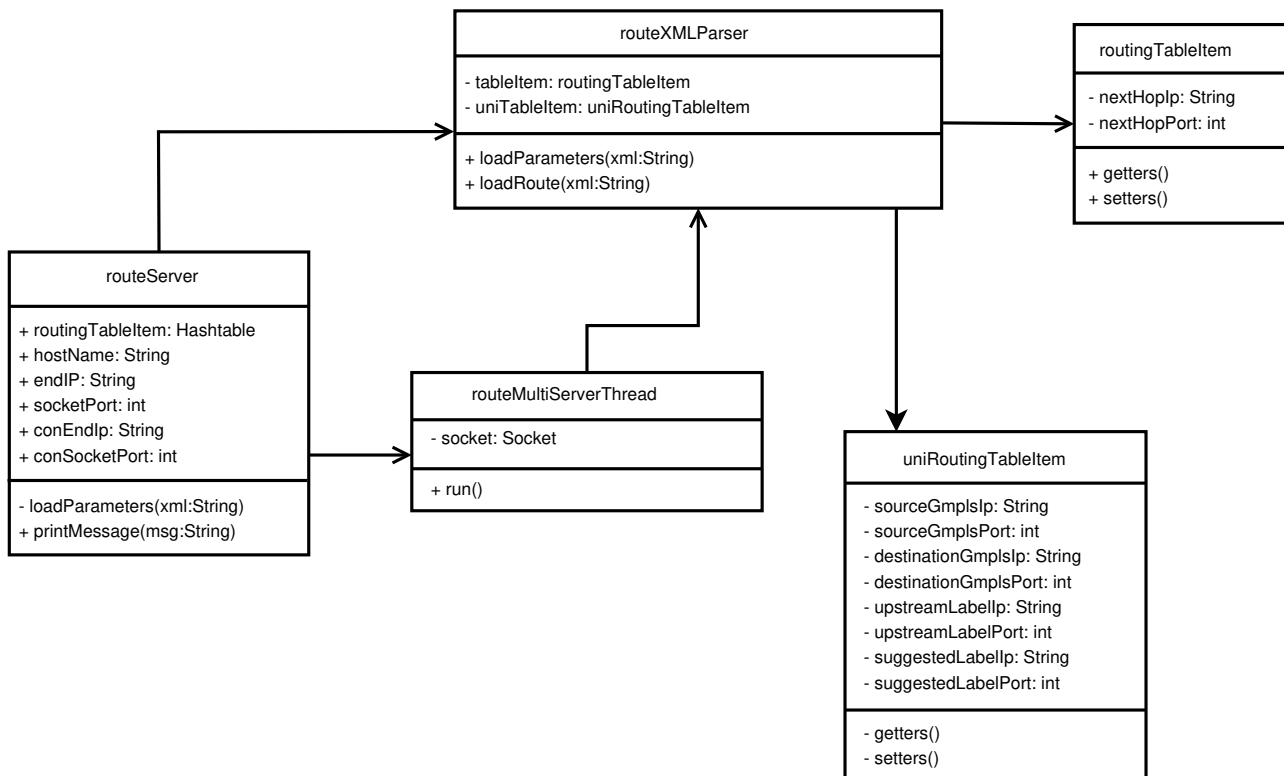 routeXMLParser
- tableItem: routingTableItem
- uniTableItem: uniRoutingTableItem
+ loadParameters(xml:String)
+ loadRoute(xml:String)
routingTableItem
- nextHopIp: String
- nextHopPort: int
+ getters()
+ setters()
routeServer
+ routingTableItem: Hashtable
+ hostName: String
+ endIP: String
+ socketPort: int
+ conEndIp: String
+ conSocketPort: int
- loadParameters(xml:String)
+ printMessage(msg:String)
routeMultiServerThread
- socket: Socket
+ run()
uniRoutingTableItem
- sourceGmplsIp: String
- sourceGmplsPort: int
- destinationGmplsIp: String
- destinationGmplsPort: int
- upstreamLabelIp: String
- upstreamLabelPort: int
- suggestedLabelIp: String
- suggestedLabelPort: int
- getters()
- setters()